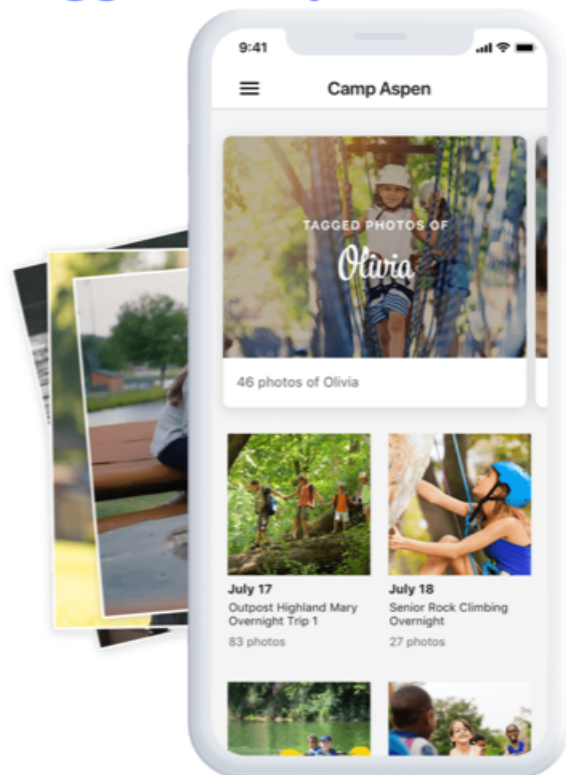 9:41
Camp Aspen
TAGGED PHOTOS OF
Olivia
46 photos of Olivia
July 17
Outpost Highland Mary
Overnight Trip 1
83 photos
July 18
Senior Rock Climbing
Overnight
27 photos